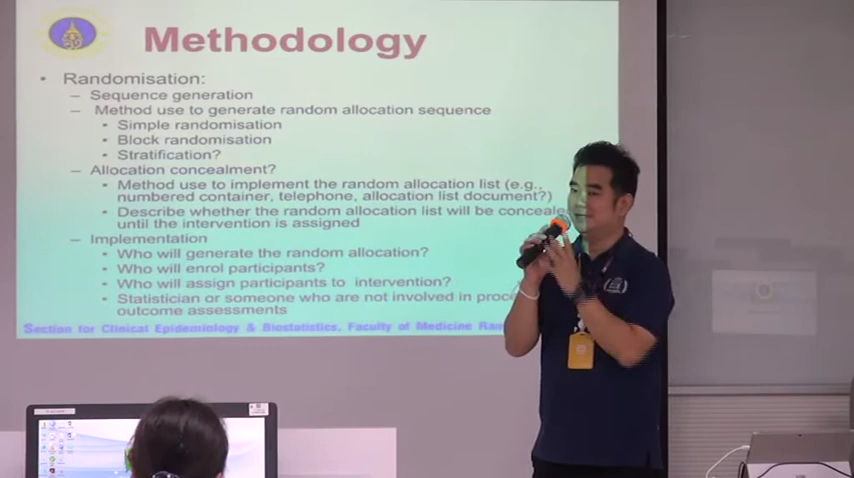 Methodology
• Randomisation:
– Sequence generation
– Method use to generate random allocation sequence
• Simple randomisation
• Block randomisation
• Stratification?
– Allocation concealment?
• Method use to implement the random allocation list (e.g.,
numbered container, telephone, allocation list document?)
• Describe whether the random allocation list will be conceale
until the intervention is assigned
– Implementation
• Who will generate the random allocation?
• Who will enrol participants?
• Who will assign participants to intervention?
• Statistician or someone who are not involved in proce
outcome assessments
Section for Clinical Epidemiology & Biostatistics, Faculty of Medicine Ram